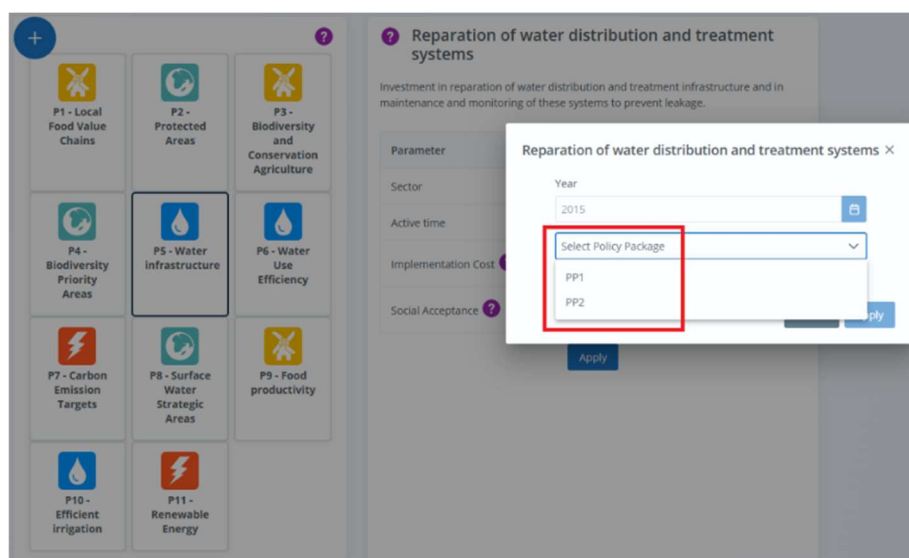 +
?
P1 - Local
Food Value
Chains
P2 -
Protected
Areas
P3 -
Biodiversity
and
Conservation
Agriculture
P4 -
Biodiversity
Priority
Areas
P5 - Water
infrastructure
P6 - Water
Use
Efficiency
P7 - Carbon
Emission
Targets
P8 - Surface
Water
Strategic
Areas
P9 - Food
productivity
P10 -
Efficient
irrigation
P11 -
Renewable
Energy
? Reparation of water distribution and treatment
systems
Investment in reparation of water distribution and treatment infrastructure and in
maintenance and monitoring of these systems to prevent leakage.
Parameter
Sector
Active time
Implementation Cost
Social Acceptance ?
Apply
Reparation of water distribution and treatment systems ×
Year
2015
Select Policy Package
PP1
PP2